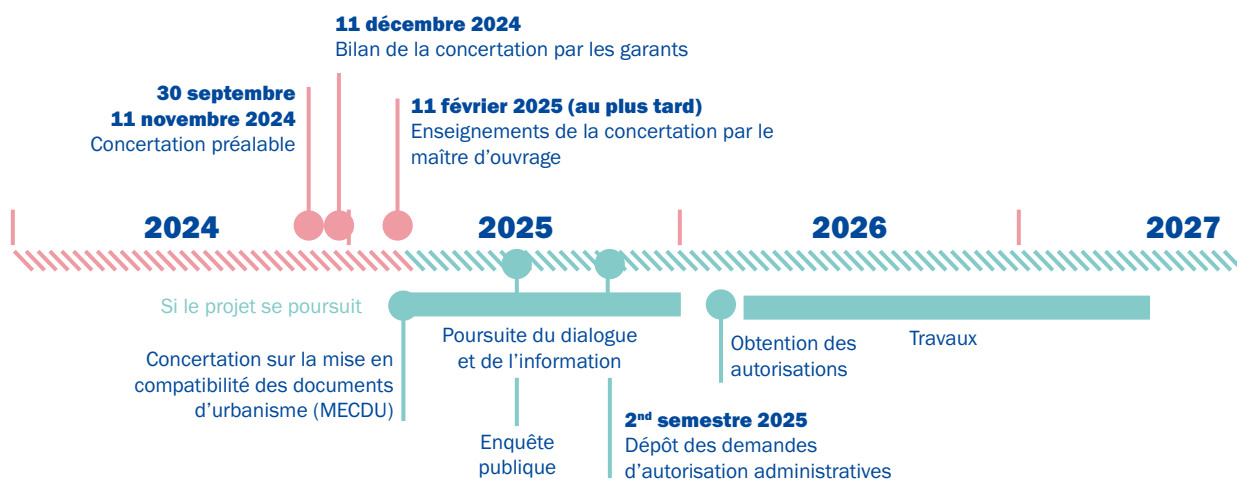 11 décembre 2024
Bilan de la concertation par les garants
30 septembre
11 novembre 2024
Concertation préalable
11 février 2025 (au plus tard)
Enseignements de la concertation par le
maître d'ouvrage
2024
2025
2026
2027
Si le projet se poursuit
Concertation sur la mise en
compatibilité des documents
d'urbanisme (MECDU)
Poursuite du dialogue
et de l'information
Enquête
publique
2nd semestre 2025
Dépôt des demandes
d'autorisation administratives
Obtention des
autorisations
Travaux